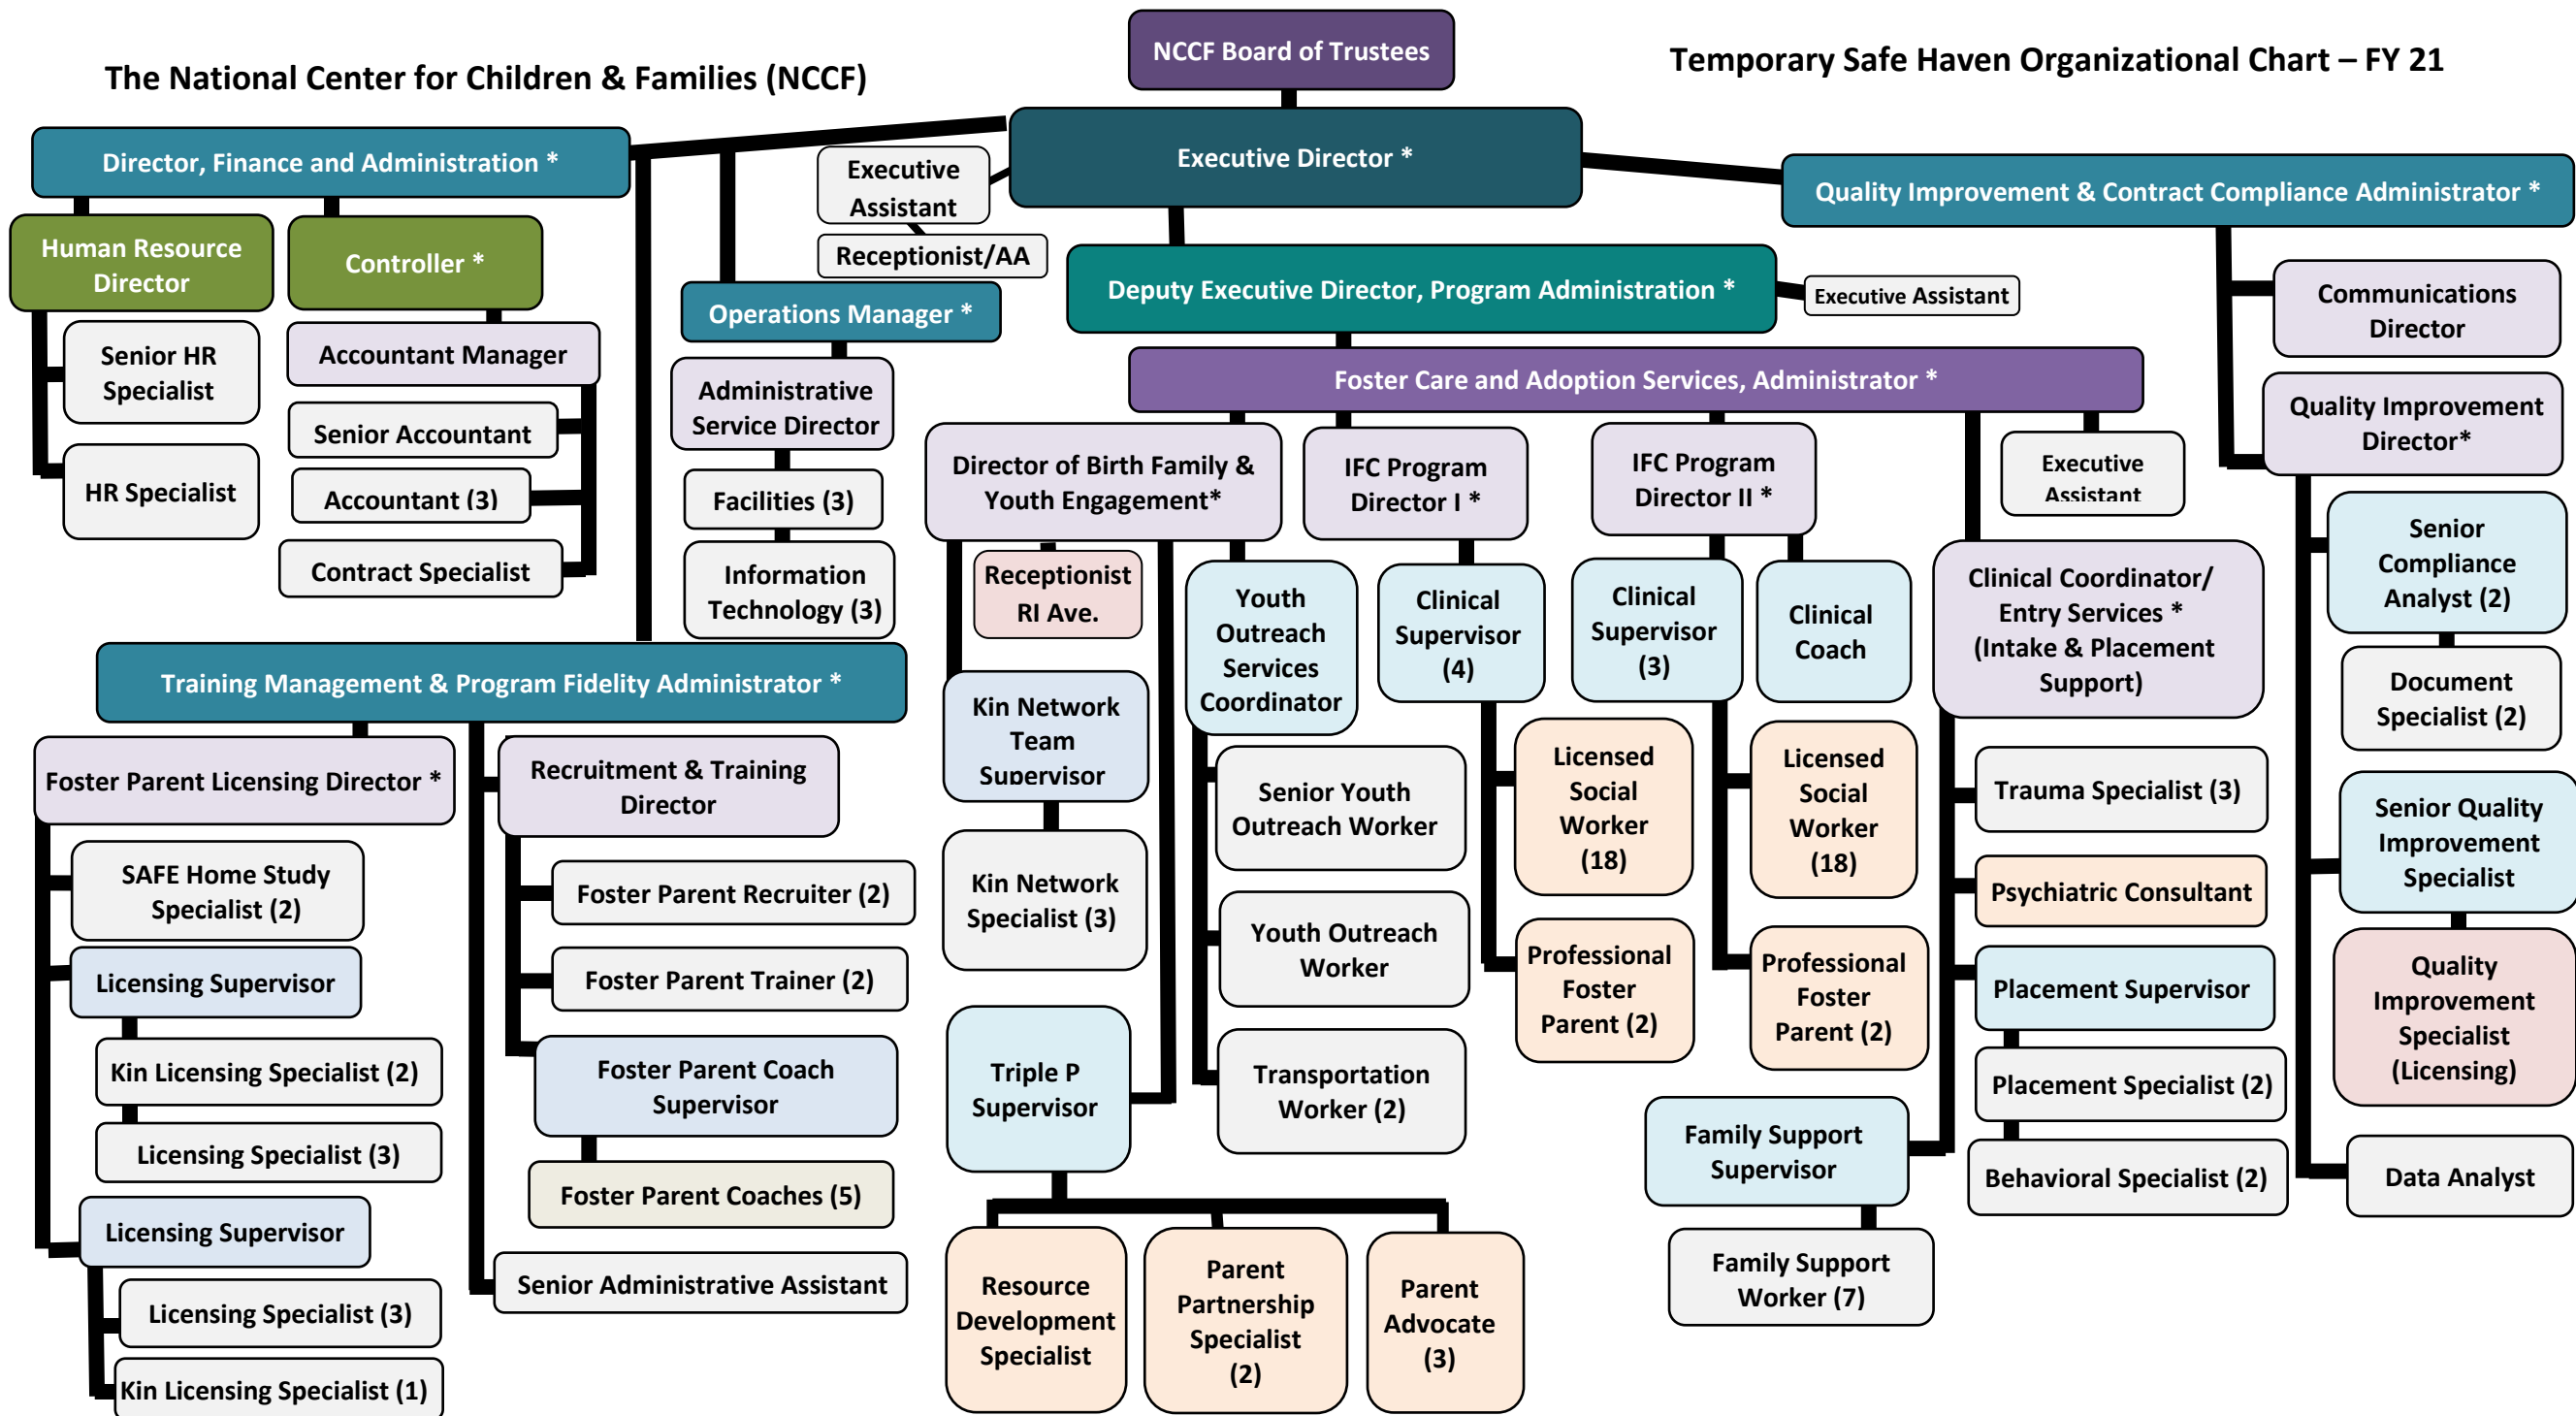 NCCF Board of Trustees
The National Center for Children & Families (NCCF)
Temporary Safe Haven Organizational Chart – FY 21
Director, Finance and Administration *
Executive Director *
Quality Improvement & Contract Compliance Administrator *
Executive
Assistant
Receptionist/AA
Human Resource
Director
Controller *
Senior HR
Specialist
HR Specialist
Accountant Manager
Senior Accountant
Accountant (3)
Contract Specialist
Operations Manager *
Administrative
Service Director
Facilities (3)
Information
Technology (3)
Deputy Executive Director, Program Administration *
Executive Assistant
Foster Care and Adoption Services, Administrator *
Communications
Director
Quality Improvement
Director*
Director of Birth Family &
Youth Engagement*
IFC Program
Director I *
IFC Program
Director II *
Executive
Assistant
Receptionist
RI Ave.
Youth
Outreach
Services
Coordinator
Clinical
Supervisor
(4)
Clinical
Supervisor
(3)
Clinical
Coach
Clinical Coordinator/
Entry Services *
(Intake & Placement
Support)
Senior
Compliance
Analyst (2)
Document
Specialist (2)
Training Management & Program Fidelity Administrator *
Foster Parent Licensing Director *
Recruitment & Training
Director
SAFE Home Study
Specialist (2)
Licensing Supervisor
Kin Licensing Specialist (2)
Licensing Specialist (3)
Licensing Supervisor
Licensing Specialist (3)
Kin Licensing Specialist (1)
Foster Parent Recruiter (2)
Foster Parent Trainer (2)
Foster Parent Coach
Supervisor
Foster Parent Coaches (5)
Senior Administrative Assistant
Kin Network
Team
Supervisor
Kin Network
Specialist (3)
Triple P
Supervisor
Resource
Development
Specialist
Parent
Partnership
Specialist
(2)
Parent
Advocate
(3)
Senior Youth
Outreach Worker
Youth Outreach
Worker
Transportation
Worker (2)
Licensed
Social
Worker
(18)
Professional
Foster
Parent (2)
Licensed
Social
Worker
(18)
Professional
Foster
Parent (2)
Trauma Specialist (3)
Psychiatric Consultant
Placement Supervisor
Placement Specialist (2)
Behavioral Specialist (2)
Family Support
Supervisor
Family Support
Worker (7)
Senior Quality
Improvement
Specialist
Quality
Improvement
Specialist
(Licensing)
Data Analyst